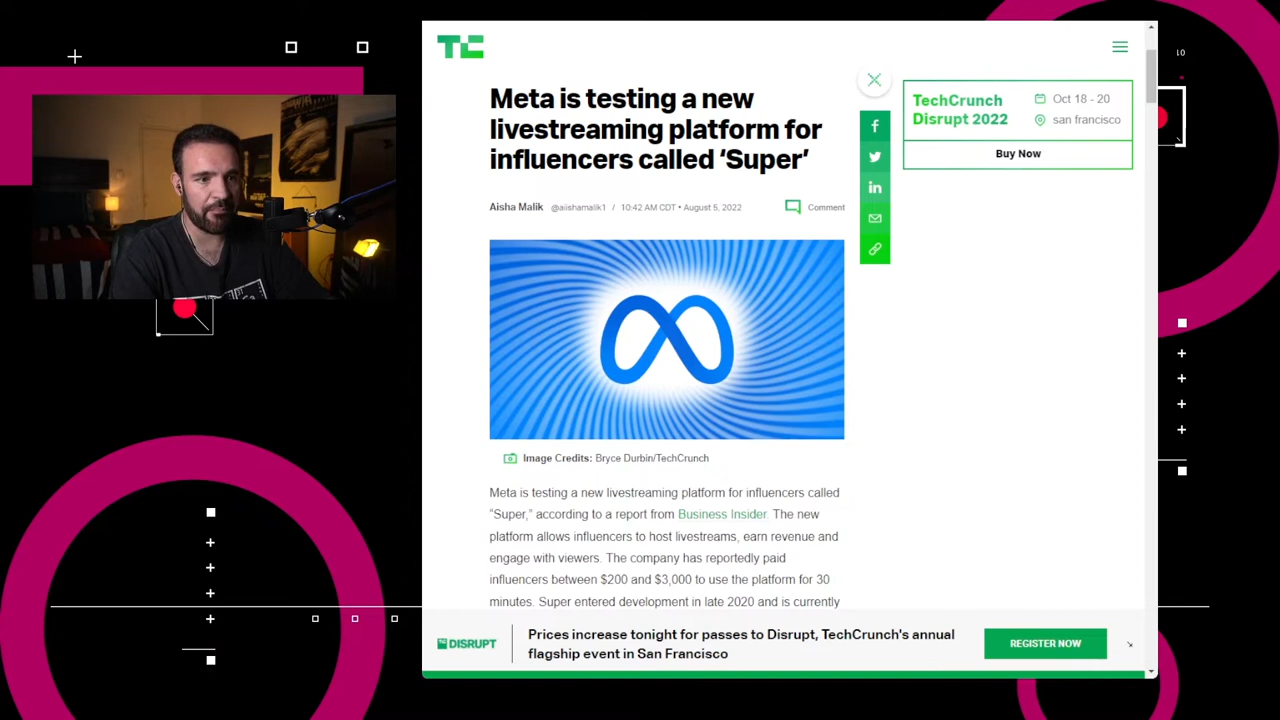 TC
Meta is testing a new
livestreaming platform for
influencers called ‘Super’
Aisha Malik @aiishamalik1 / 10:42 AM CDT • August 5, 2022
Comment
Image Credits: Bryce Durbin/TechCrunch
Meta is testing a new livestreaming platform for influencers called
“Super,” according to a report from Business Insider. The new
platform allows influencers to host livestreams, earn revenue and
engage with viewers. The company has reportedly paid
influencers between $200 and $3,000 to use the platform for 30
minutes. Super entered development in late 2020 and is currently
TechCrunch
Disrupt 2022
Oct 18 - 20
san francisco
Buy Now
TC DISRUPT
Prices increase tonight for passes to Disrupt, TechCrunch's annual
flagship event in San Francisco
REGISTER NOW
01